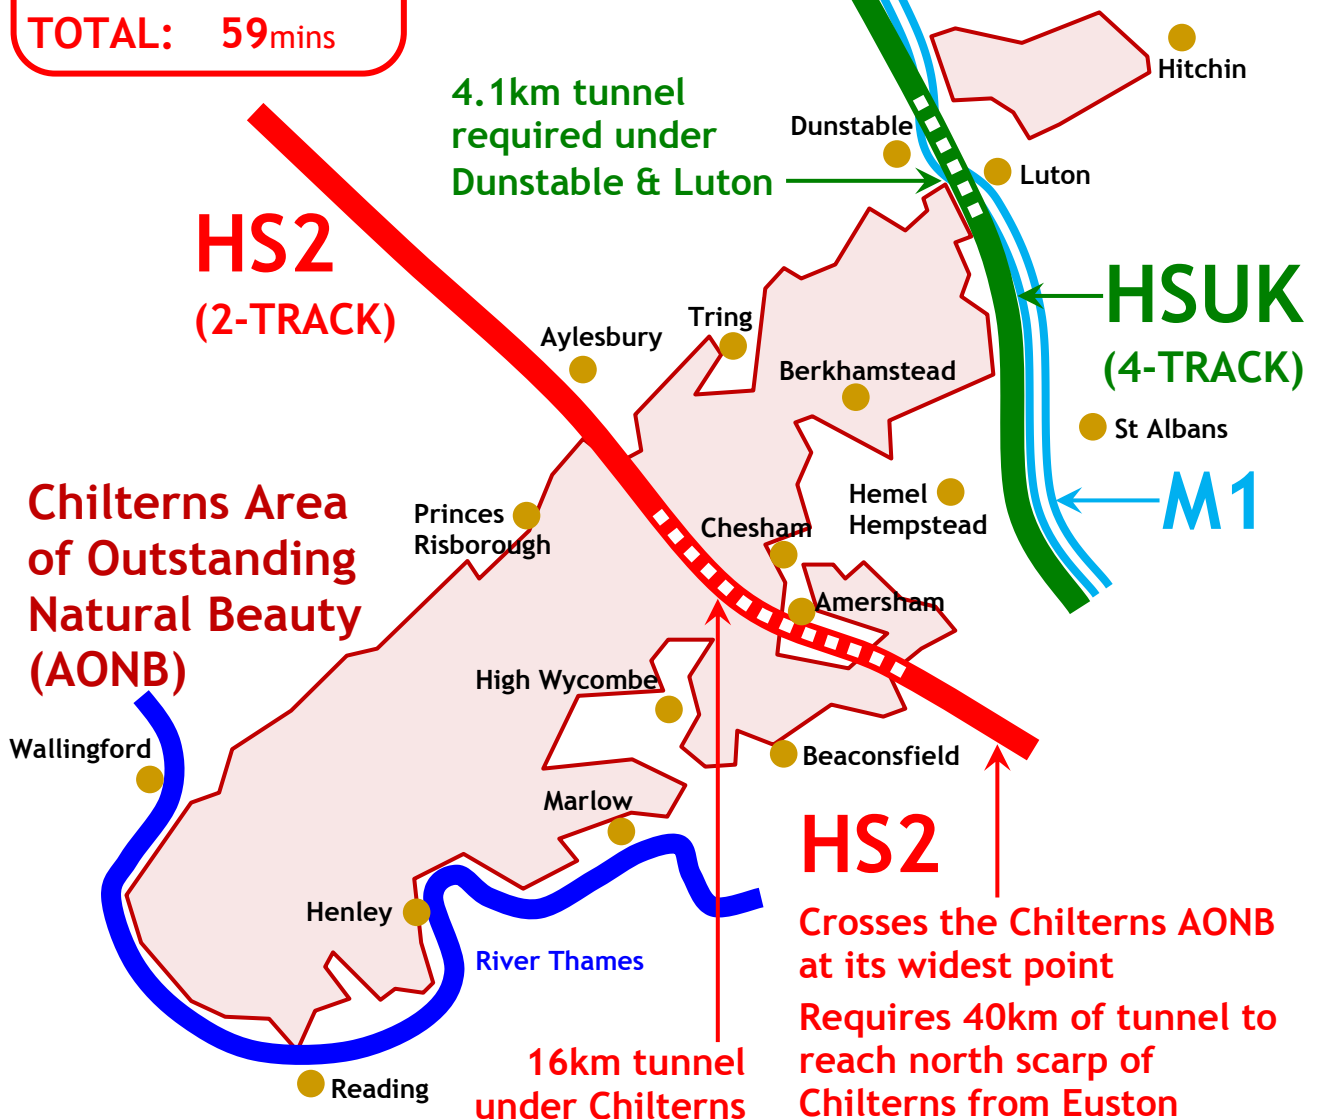 TOTAL: 59mins
Hitchin
4.1km tunnel
required under
Dunstable & Luton
Dunstable
Luton
HS2
(2-TRACK)
HSUK
(4-TRACK)
Aylesbury
Tring
Berkhamstead
St Albans
M1
Hemel
Hempstead
Chilterns Area
of Outstanding
Natural Beauty
(AONB)
Princes
Risborough
Chesham
Amersham
High Wycombe
Wallingford
Beaconsfield
Marlow
HS2
Henley
River Thames
Crosses the Chilterns AONB
at its widest point
Requires 40km of tunnel to
reach north scarp of
Chilterns from Euston
16km tunnel
under Chilterns
Reading